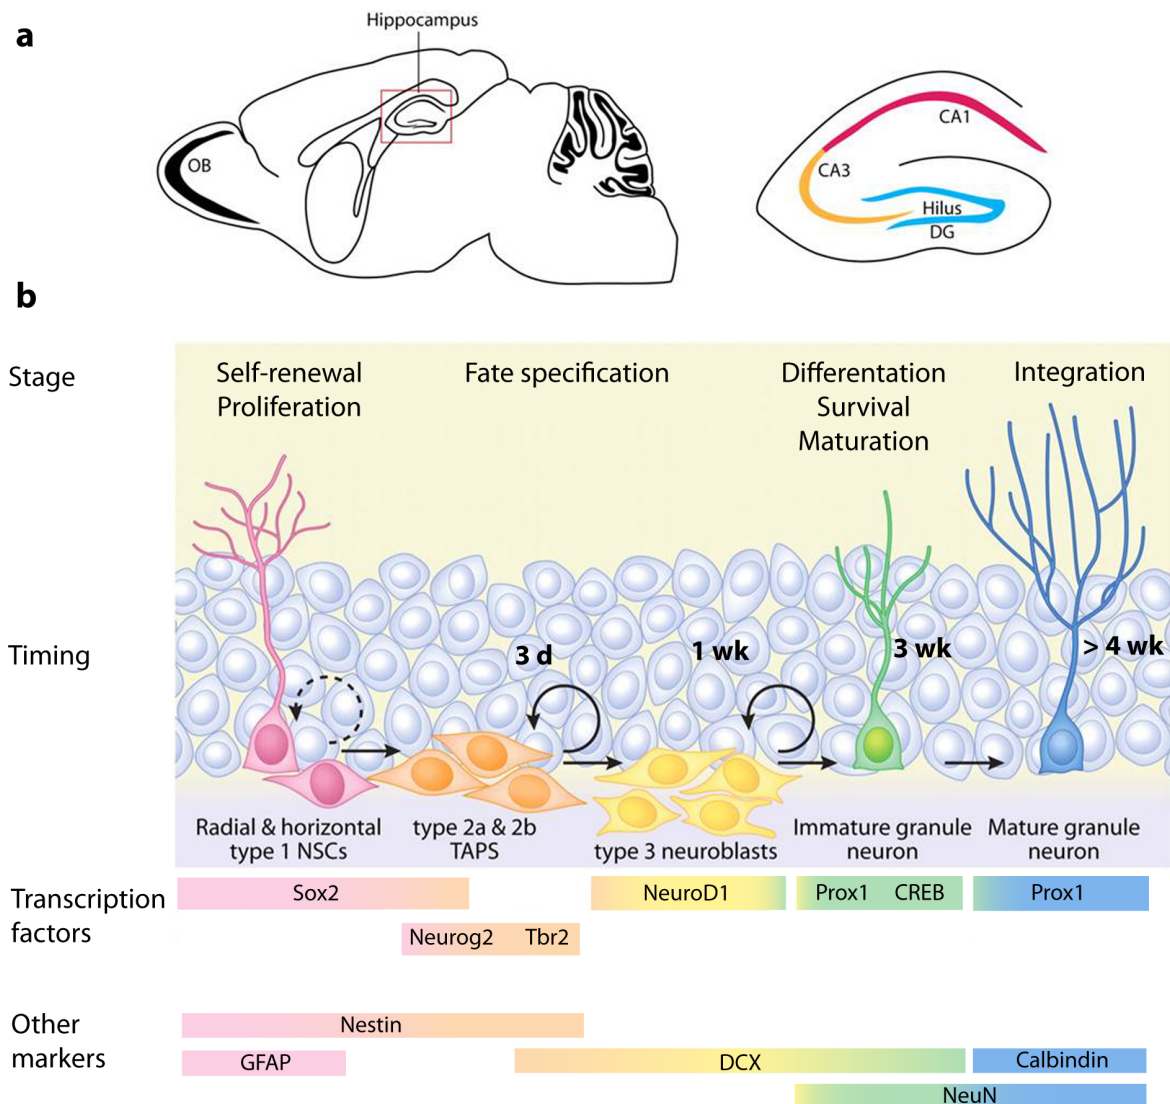 a
Hippocampus
OB
CA1
CA3
Hilus
DG
b
Stage
Self-renewal
Proliferation
Fate specification
Differentation
Survival
Maturation
Integration
Timing
3 d
1 wk
3 wk
> 4 wk
Radial & horizontal
type 1 NSCs
type 2a & 2b
TAPS
type 3 neuroblasts
Immature granule
neuron
Mature granule
neuron
Transcription
factors
Sox2
NeuroD1
Prox1 CREB
Prox1
Neurog2 Tbr2
Other
markers
Nestin
GFAP
DCX
Calbindin
NeuN